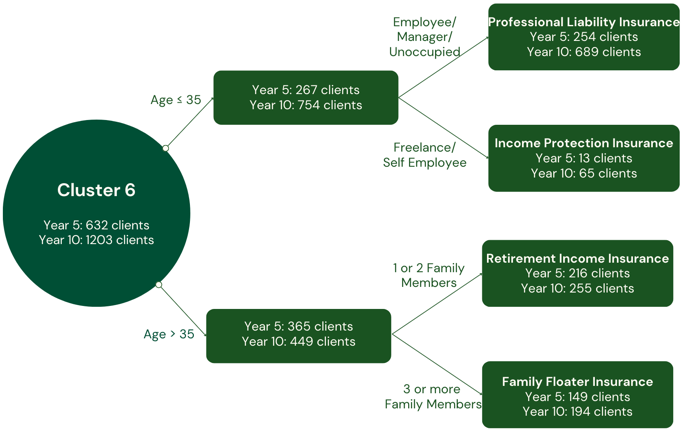 Cluster 6
Year 5: 632 clients
Year 10: 1203 clients
Age ≤ 35
Year 5: 267 clients
Year 10: 754 clients
Employee/
Manager/
Unoccupied
Professional Liability Insurance
Year 5: 254 clients
Year 10: 689 clients
Freelance/
Self Employee
Income Protection Insurance
Year 5: 13 clients
Year 10: 65 clients
Age > 35
Year 5: 365 clients
Year 10: 449 clients
1 or 2 Family
Members
Retirement Income Insurance
Year 5: 216 clients
Year 10: 255 clients
3 or more
Family Members
Family Floater Insurance
Year 5: 149 clients
Year 10: 194 clients